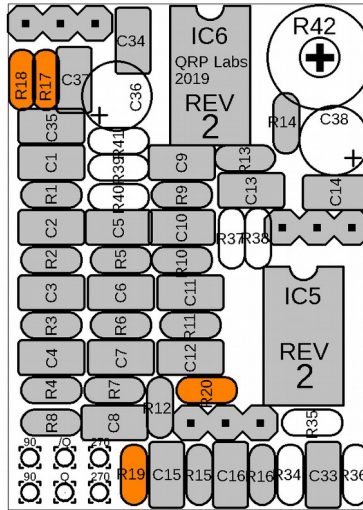 C34
IC6
QRP Labs
2019
REV
2
R42
R18
R17
C37
C36
+
R14
C38
+
C35
R41
C1
R39
C9
R13
R1
R40
R9
C13
C14
C2
C5
C10
R37
R38
R2
R5
R10
C3
C6
C11
IC5
R3
R6
R11
REV
2
C4
C7
C12
R4
R7
R12
R20
R8
C8
R35
90
/O
270
90
O
270
R19
C15
R15
C16
R16
R34
C33
R36